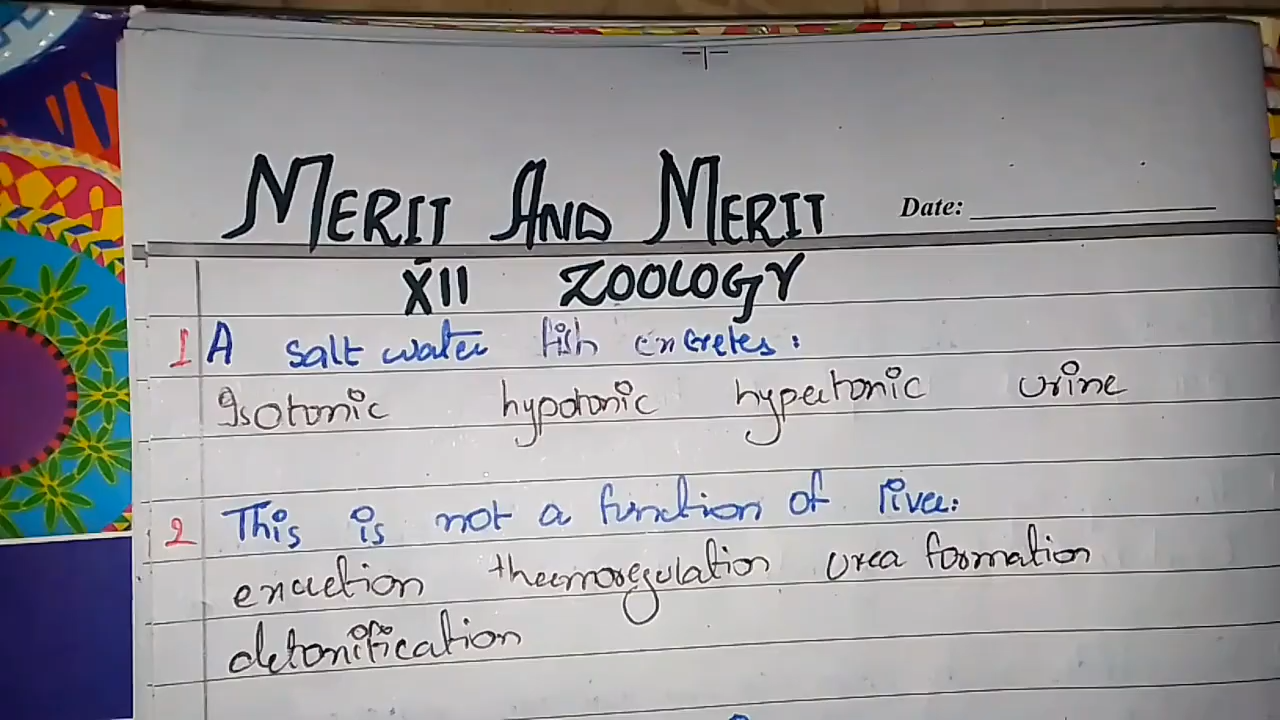 MERIT AND MERIT
Date:
XII ZOOLOGY
1 A salt water fish excretes:
Isotonic hypotonic hypertonic urine
2 This is not a function of liver:
excretion thermoregulation urea formation
detoxification